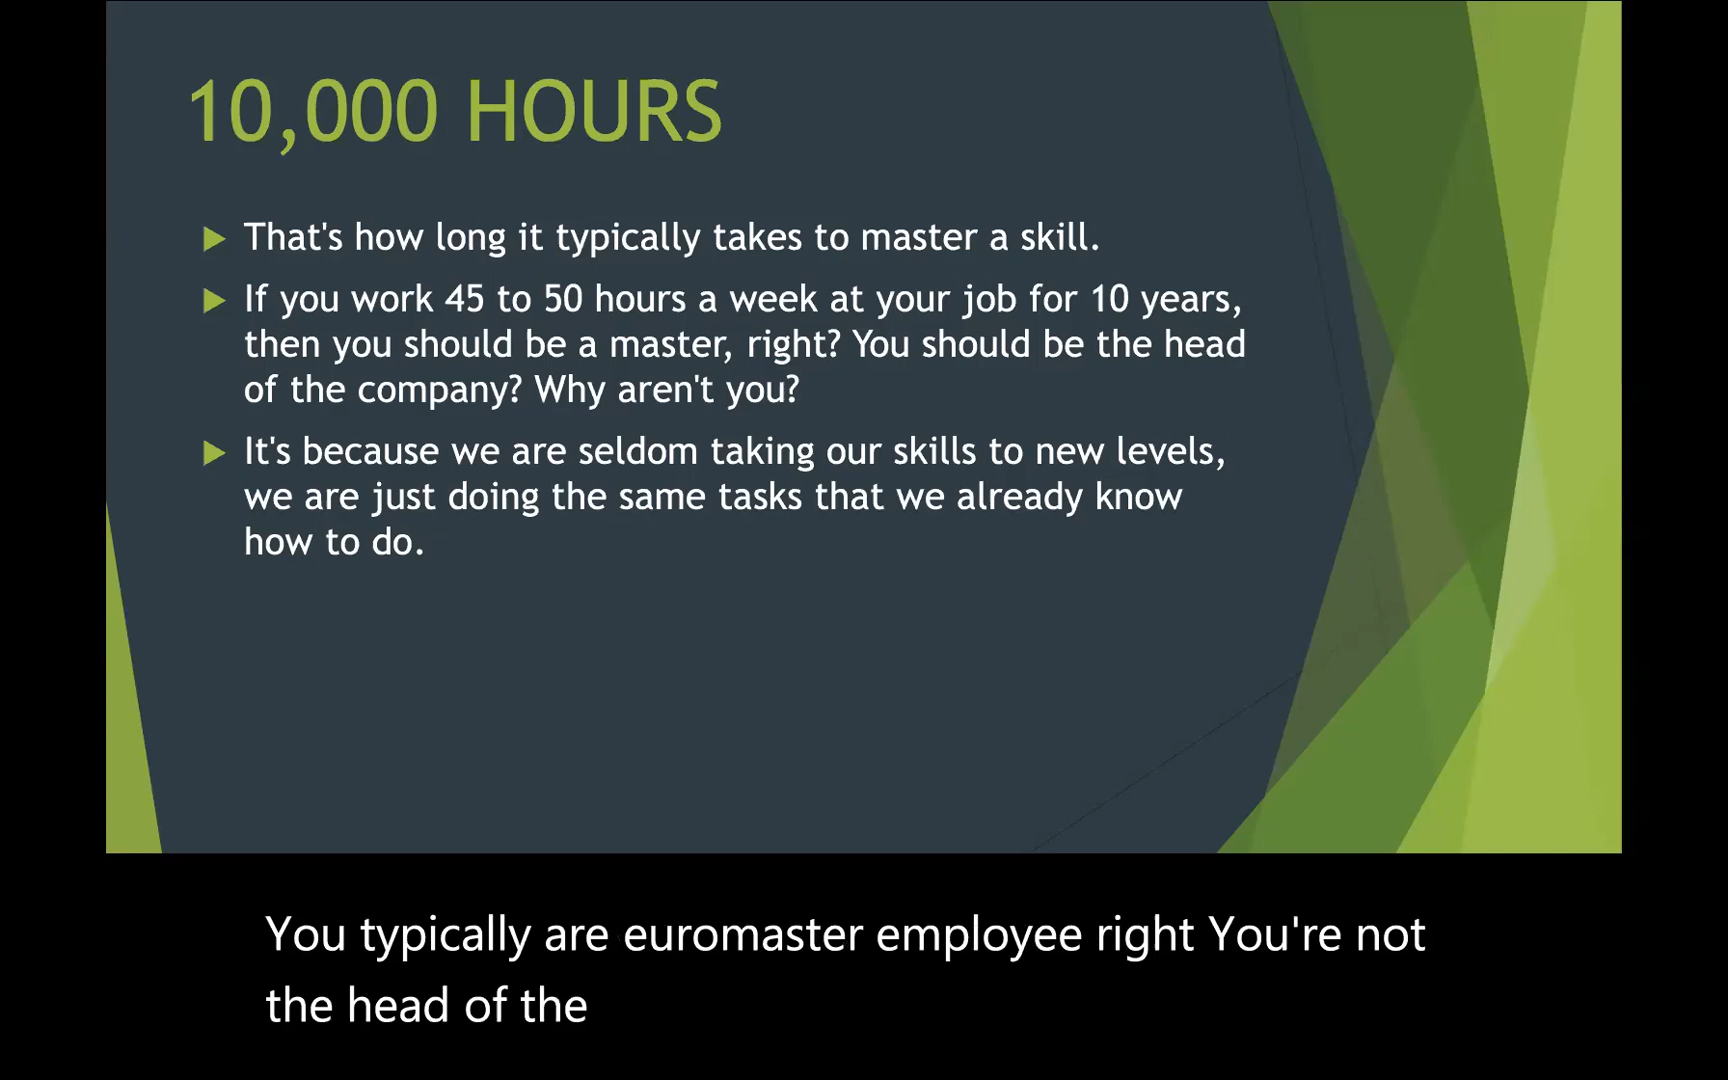 10,000 HOURS
That's how long it typically takes to master a skill.
If you work 45 to 50 hours a week at your job for 10 years,
then you should be a master, right? You should be the head
of the company? Why aren't you?
It's because we are seldom taking our skills to new levels,
we are just doing the same tasks that we already know
how to do.
You typically are euromaster employee right You're not
the head of the